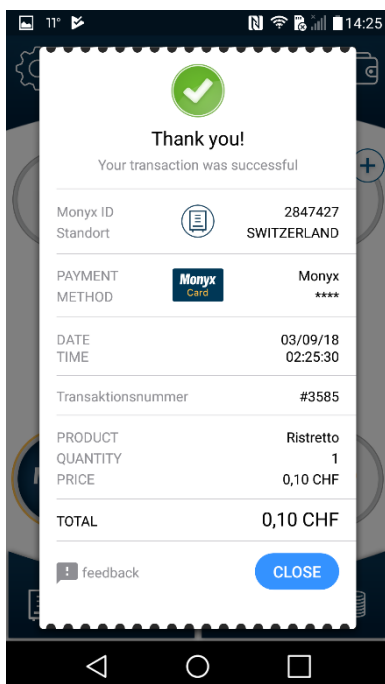 11° 14:25
Thank you!
Your transaction was successful
Monyx ID 2847427
Standort SWITZERLAND
PAYMENT Monyx
METHOD ****
Monyx
Card
DATE 03/09/18
TIME 02:25:30
Transaktionsnummer #3585
PRODUCT Ristretto
QUANTITY 1
PRICE 0,10 CHF
TOTAL 0,10 CHF
feedback CLOSE